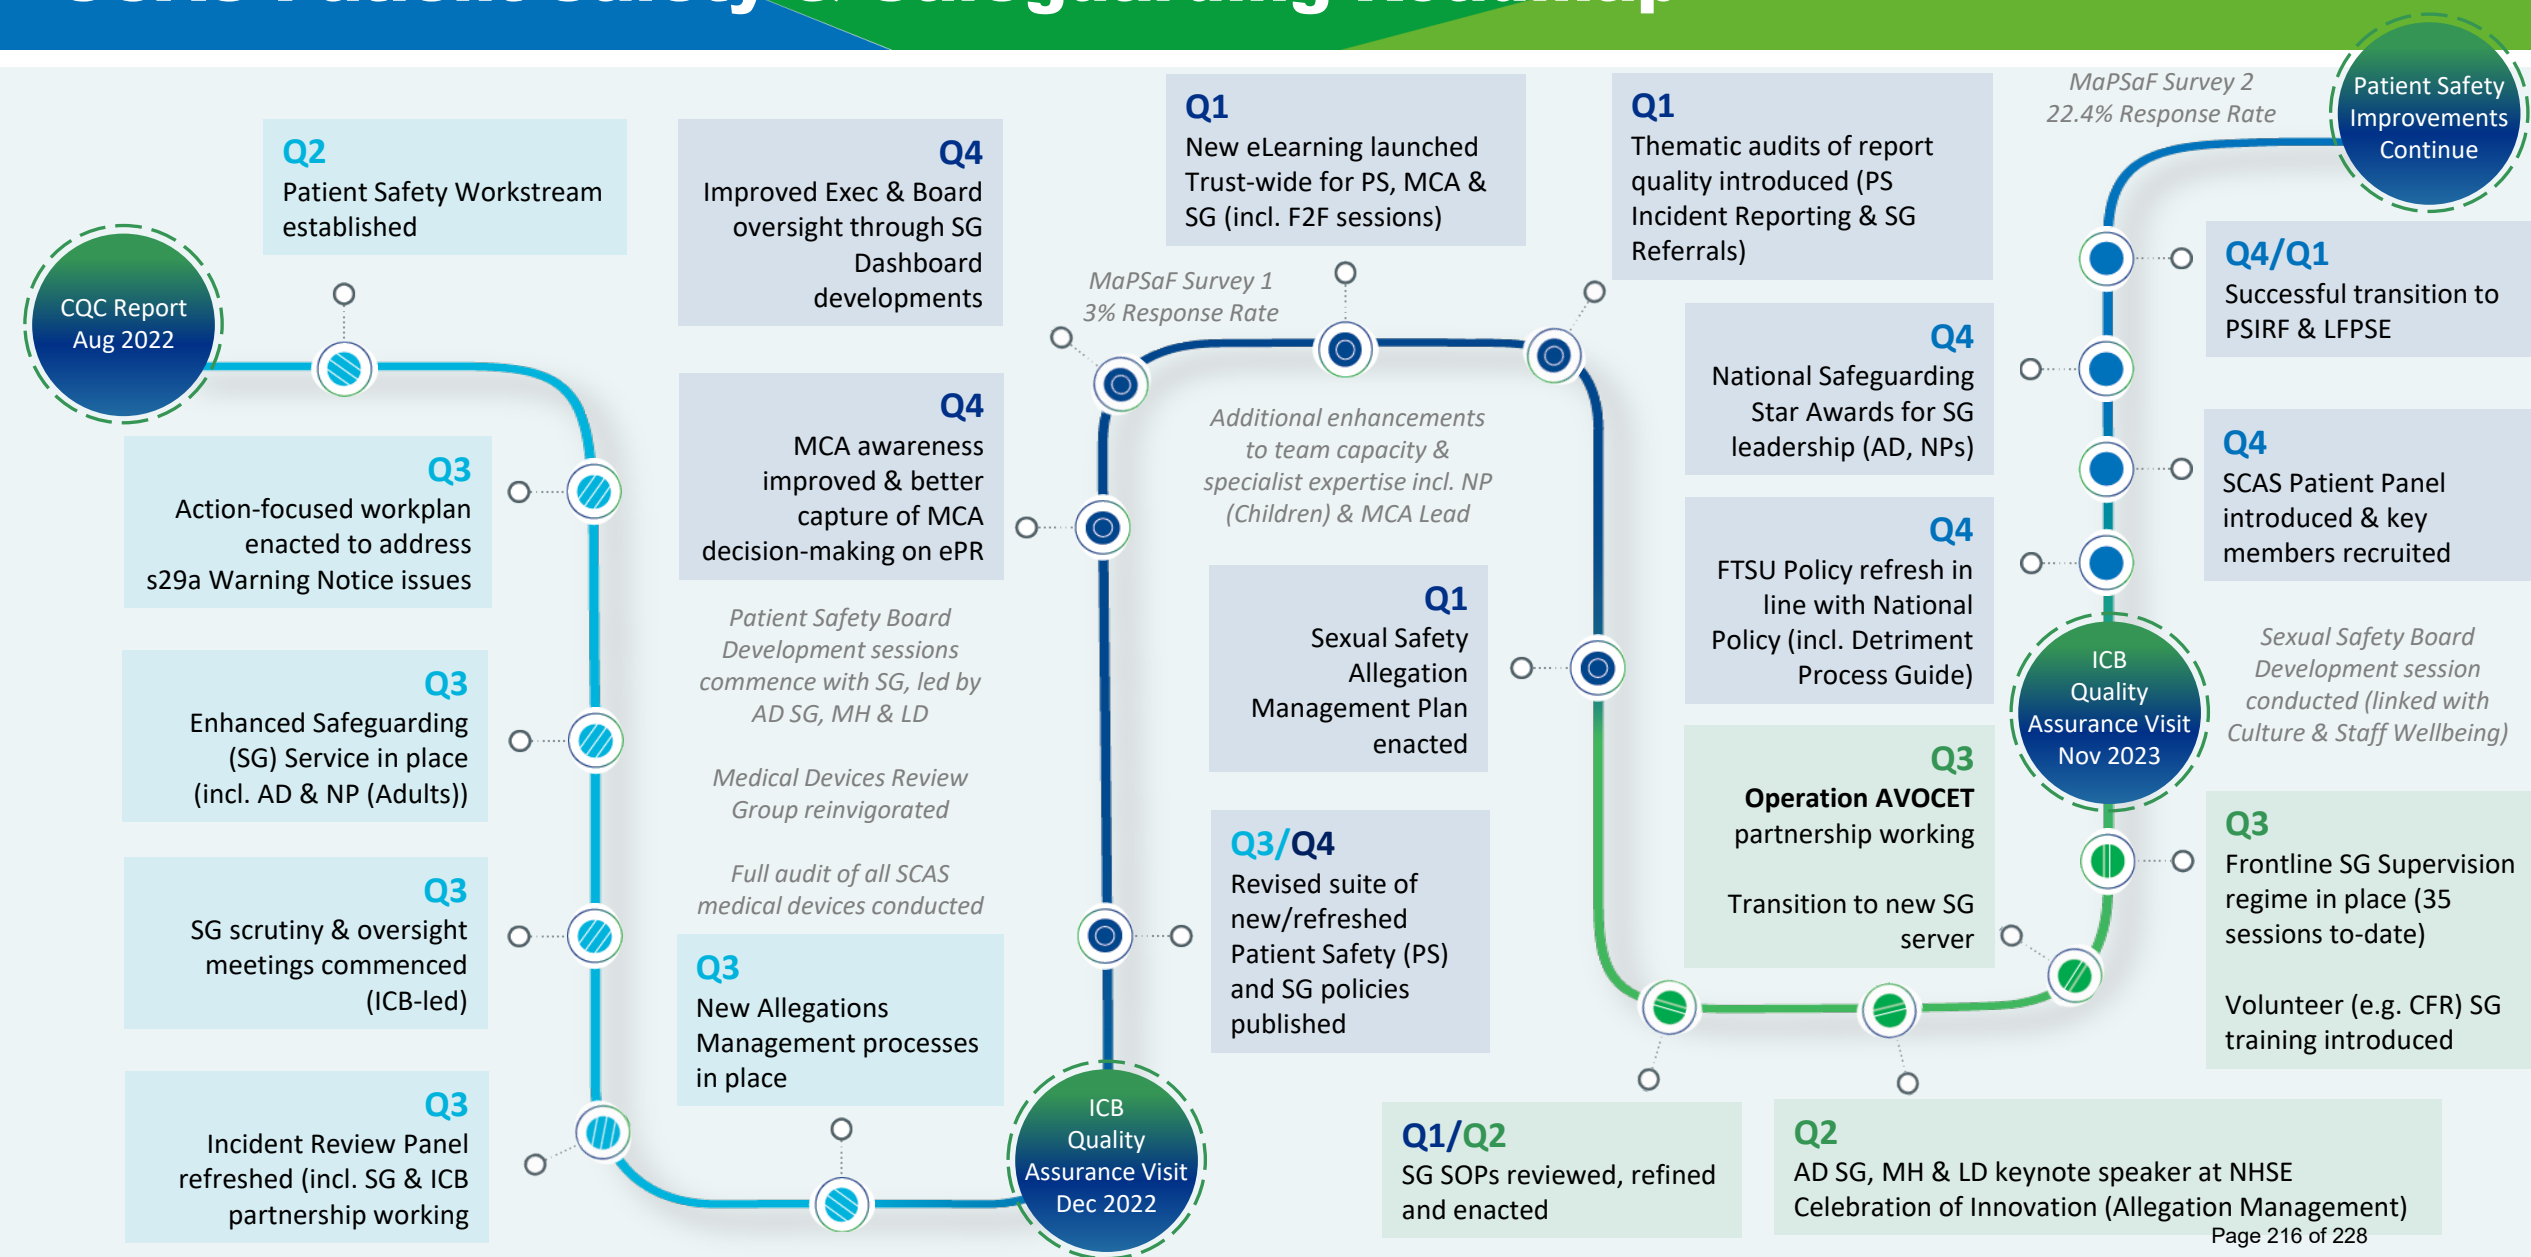 SCAS Patient Safety & Safeguarding Roadmap
CQC Report
Aug 2022
Q2
Patient Safety Workstream
established
Q3
Action-focused workplan
enacted to address
s29a Warning Notice issues
Q3
Enhanced Safeguarding
(SG) Service in place
(incl. AD & NP (Adults))
Q3
SG scrutiny & oversight
meetings commenced
(ICB-led)
Q3
Incident Review Panel
refreshed (incl. SG & ICB
partnership working
Q3
New Allegations
Management processes
in place
ICB
Quality
Assurance Visit
Dec 2022
Patient Safety Board
Development sessions
commence with SG, led by
AD SG, MH & LD
Medical Devices Review
Group reinvigorated
Full audit of all SCAS
medical devices conducted
Q3/Q4
Revised suite of
new/refreshed
Patient Safety (PS)
and SG policies
published
Q4
MCA awareness
improved & better
capture of MCA
decision-making on ePR
Q4
Improved Exec & Board
oversight through SG
Dashboard
developments
MaPSaF Survey 1
3% Response Rate
Q1
New eLearning launched
Trust-wide for PS, MCA &
SG (incl. F2F sessions)
Additional enhancements
to team capacity &
specialist expertise incl. NP
(Children) & MCA Lead
Q1
Thematic audits of report
quality introduced (PS
Incident Reporting & SG
Referrals)
Q1
Sexual Safety
Allegation
Management Plan
enacted
Q1/Q2
SG SOPs reviewed, refined
and enacted
Q2
AD SG, MH & LD keynote speaker at NHSE
Celebration of Innovation (Allegation Management)
Q3
Operation AVOCET
partnership working
Transition to new SG
server
Q3
Frontline SG Supervision
regime in place (35
sessions to-date)
Volunteer (e.g. CFR) SG
training introduced
ICB
Quality
Assurance Visit
Nov 2023
Sexual Safety Board
Development session
conducted (linked with
Culture & Staff Wellbeing)
Q4
FTSU Policy refresh in
line with National
Policy (incl. Detriment
Process Guide)
Q4
SCAS Patient Panel
introduced & key
members recruited
Q4
National Safeguarding
Star Awards for SG
leadership (AD, NPs)
Q4/Q1
Successful transition to
PSIRF & LFPSE
MaPSaF Survey 2
22.4% Response Rate
Patient Safety
Improvements
Continue
Page 216 of 228